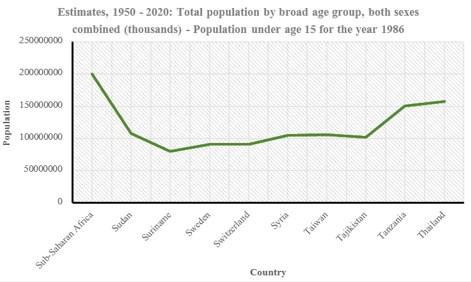 Estimates, 1950 - 2020: Total population by broad age group, both sexes
combined (thousands) - Population under age 15 for the year 1986
250000000
200000000
150000000
100000000
50000000
0
Population
Sub-Saharan Africa
Sudan
Suriname
Sweden
Switzerland
Syria
Taiwan
Tajikistan
Tanzania
Thailand
Country